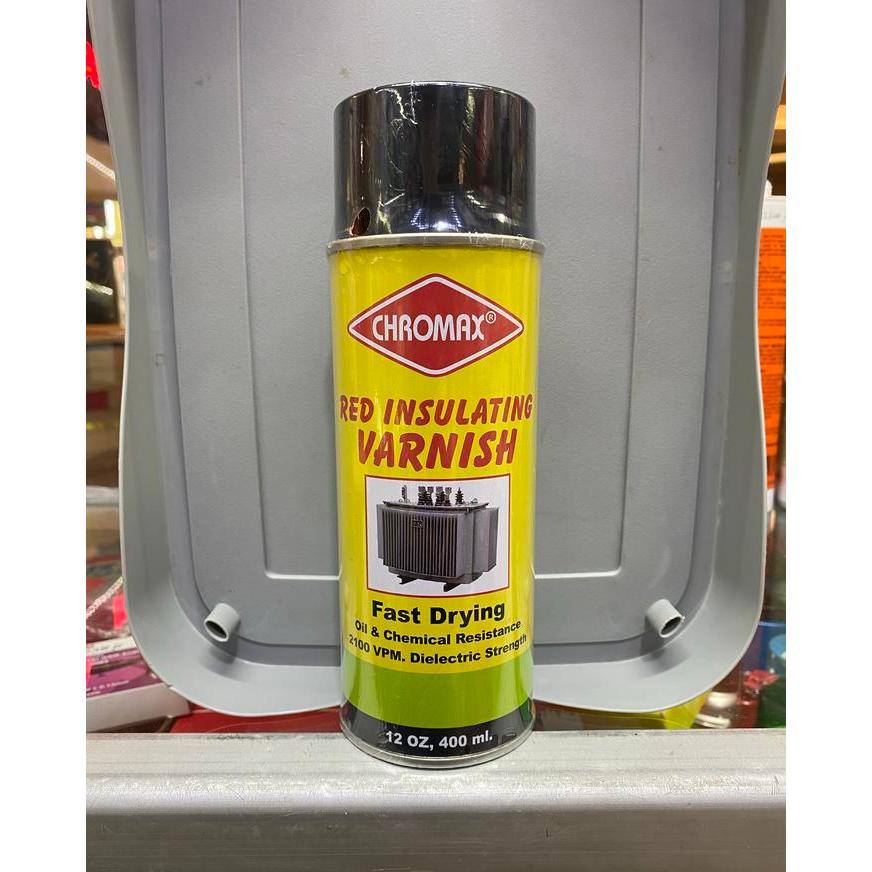 CHROMAX®
RED INSULATING
VARNISH
Fast Drying
Oil & Chemical Resistance
2100 VPM. Dielectric Strength
12 OZ, 400 ml.